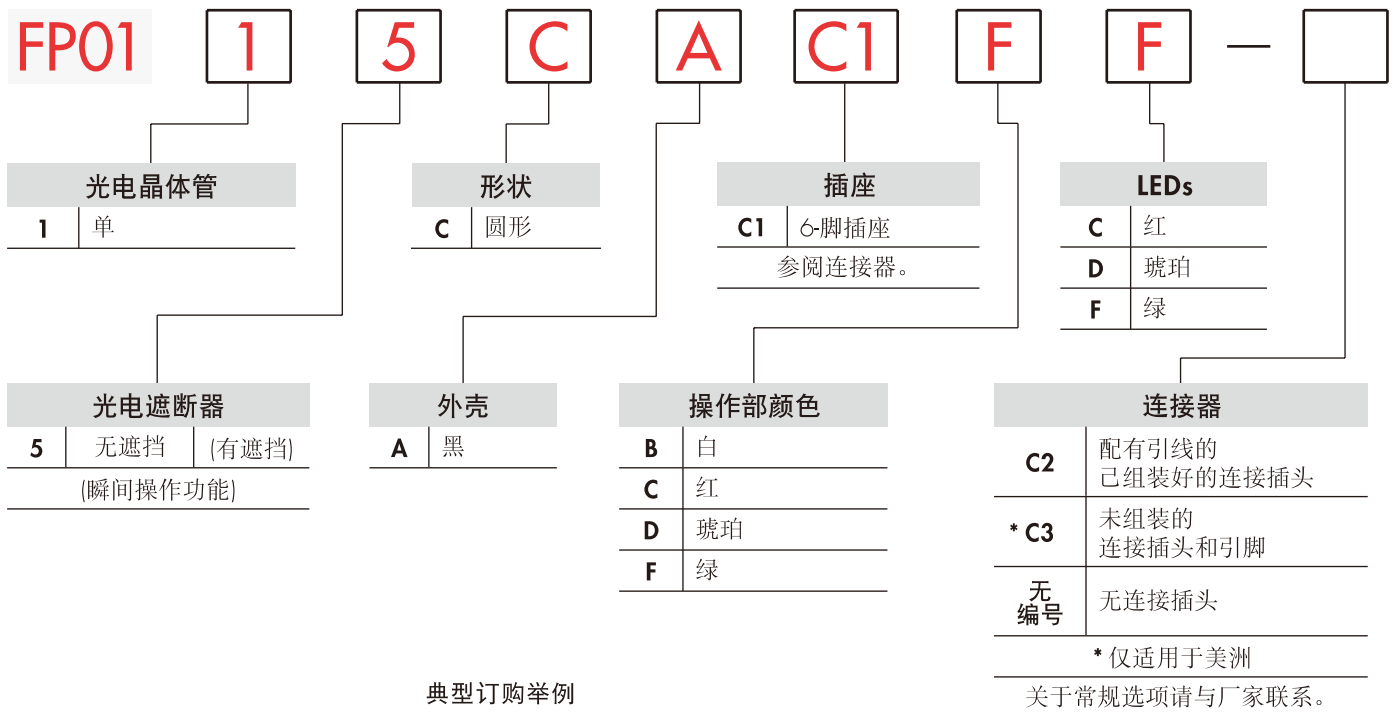 FP01 1 5 C A C1 F F —
光电晶体管
1 单
形状
C 圆形
插座
C1 6-脚插座
参阅连接器。
LEDs
C 红
D 琥珀
F 绿
光电遮断器
5 无遮挡 (有遮挡)
(瞬间操作功能)
外壳
A 黑
操作部颜色
B 白
C 红
D 琥珀
F 绿
连接器
C2 配有引线的
己组装好的连接插头
* C3 未组装的
连接插头和引脚
无
编号 无连接插头
* 仅适用于美洲
关于常规选项请与厂家联系。
典型订购举例